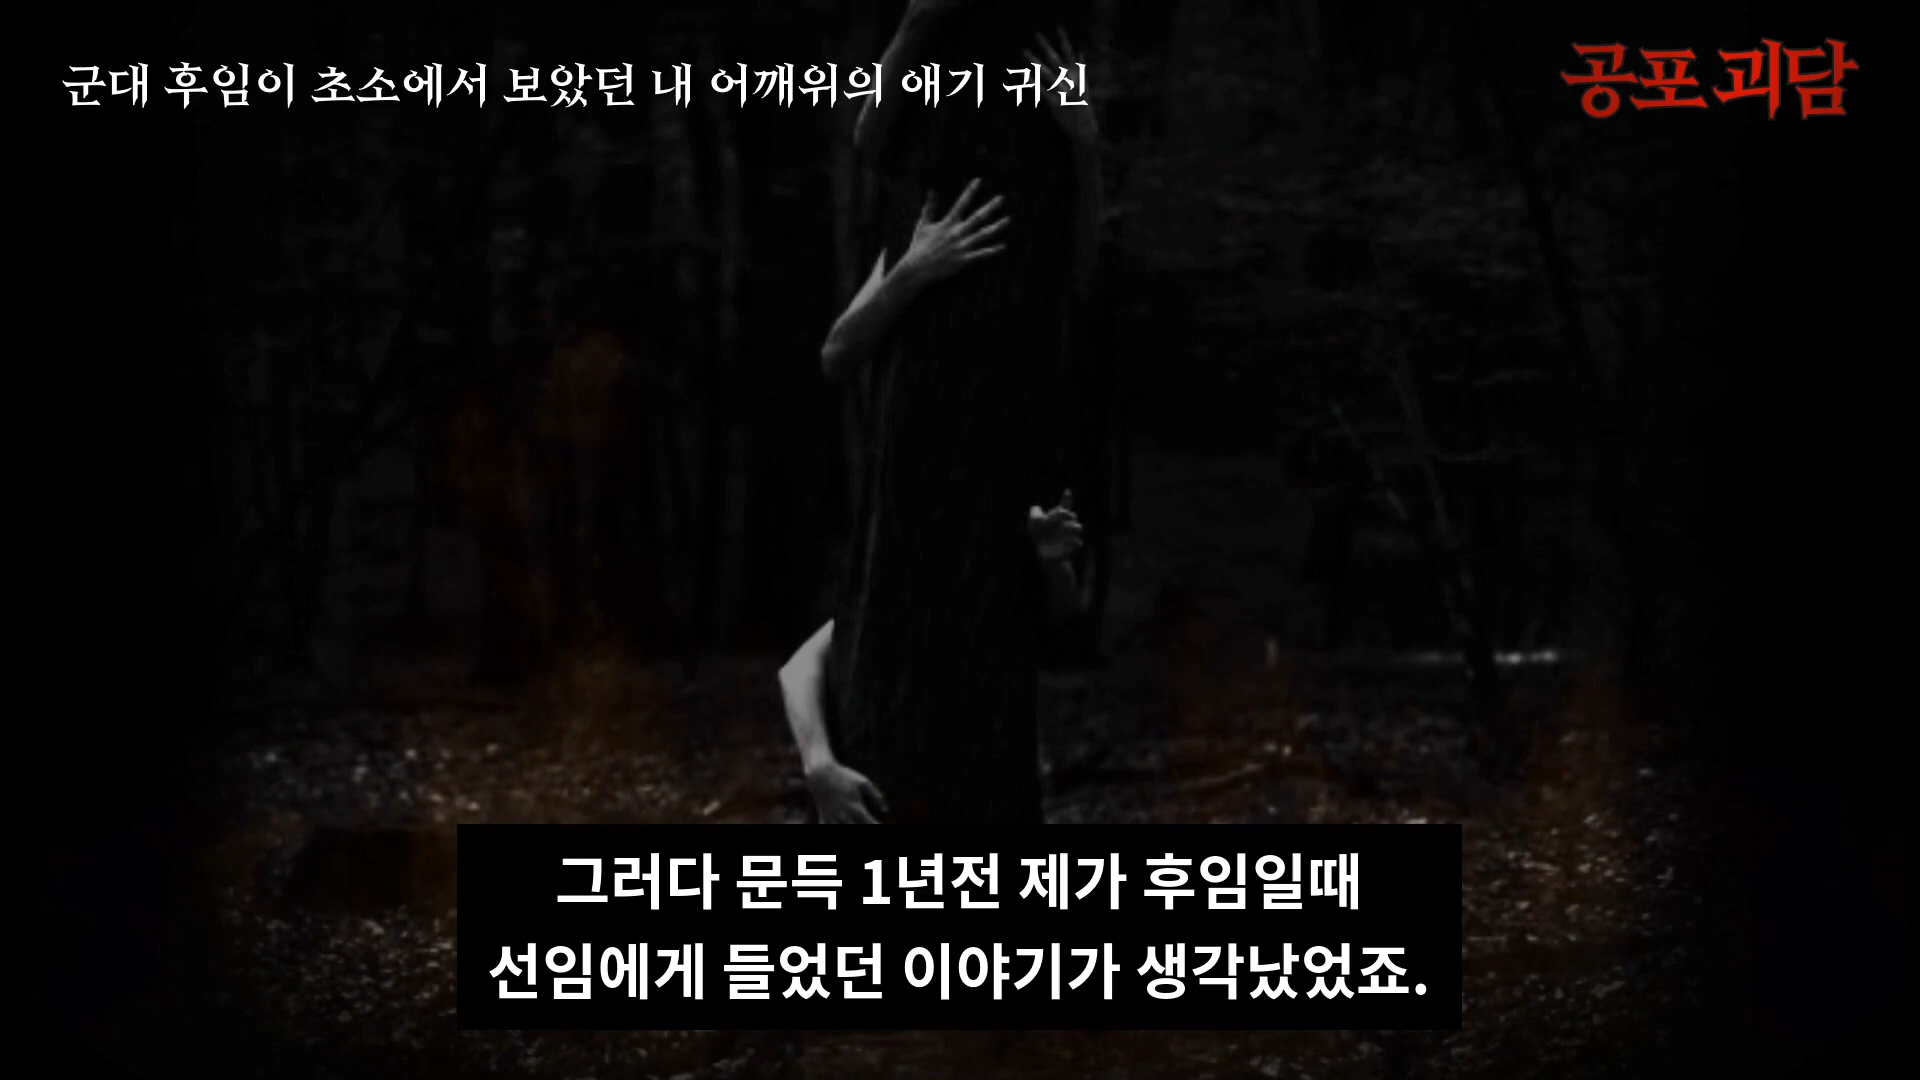 군대 후임이 초소에서 보았던 내 어깨위의 애기 귀신
공포 괴담
그러다 문득 1년전 제가 후임일때
선임에게 들었던 이야기가 생각났었죠.